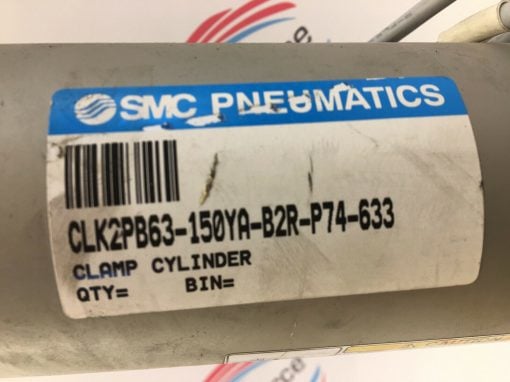 SMC PNEUMATICS
CLK2PB63-150YA-B2R-P74-633
CLAMP CYLINDER
QTY= BIN=